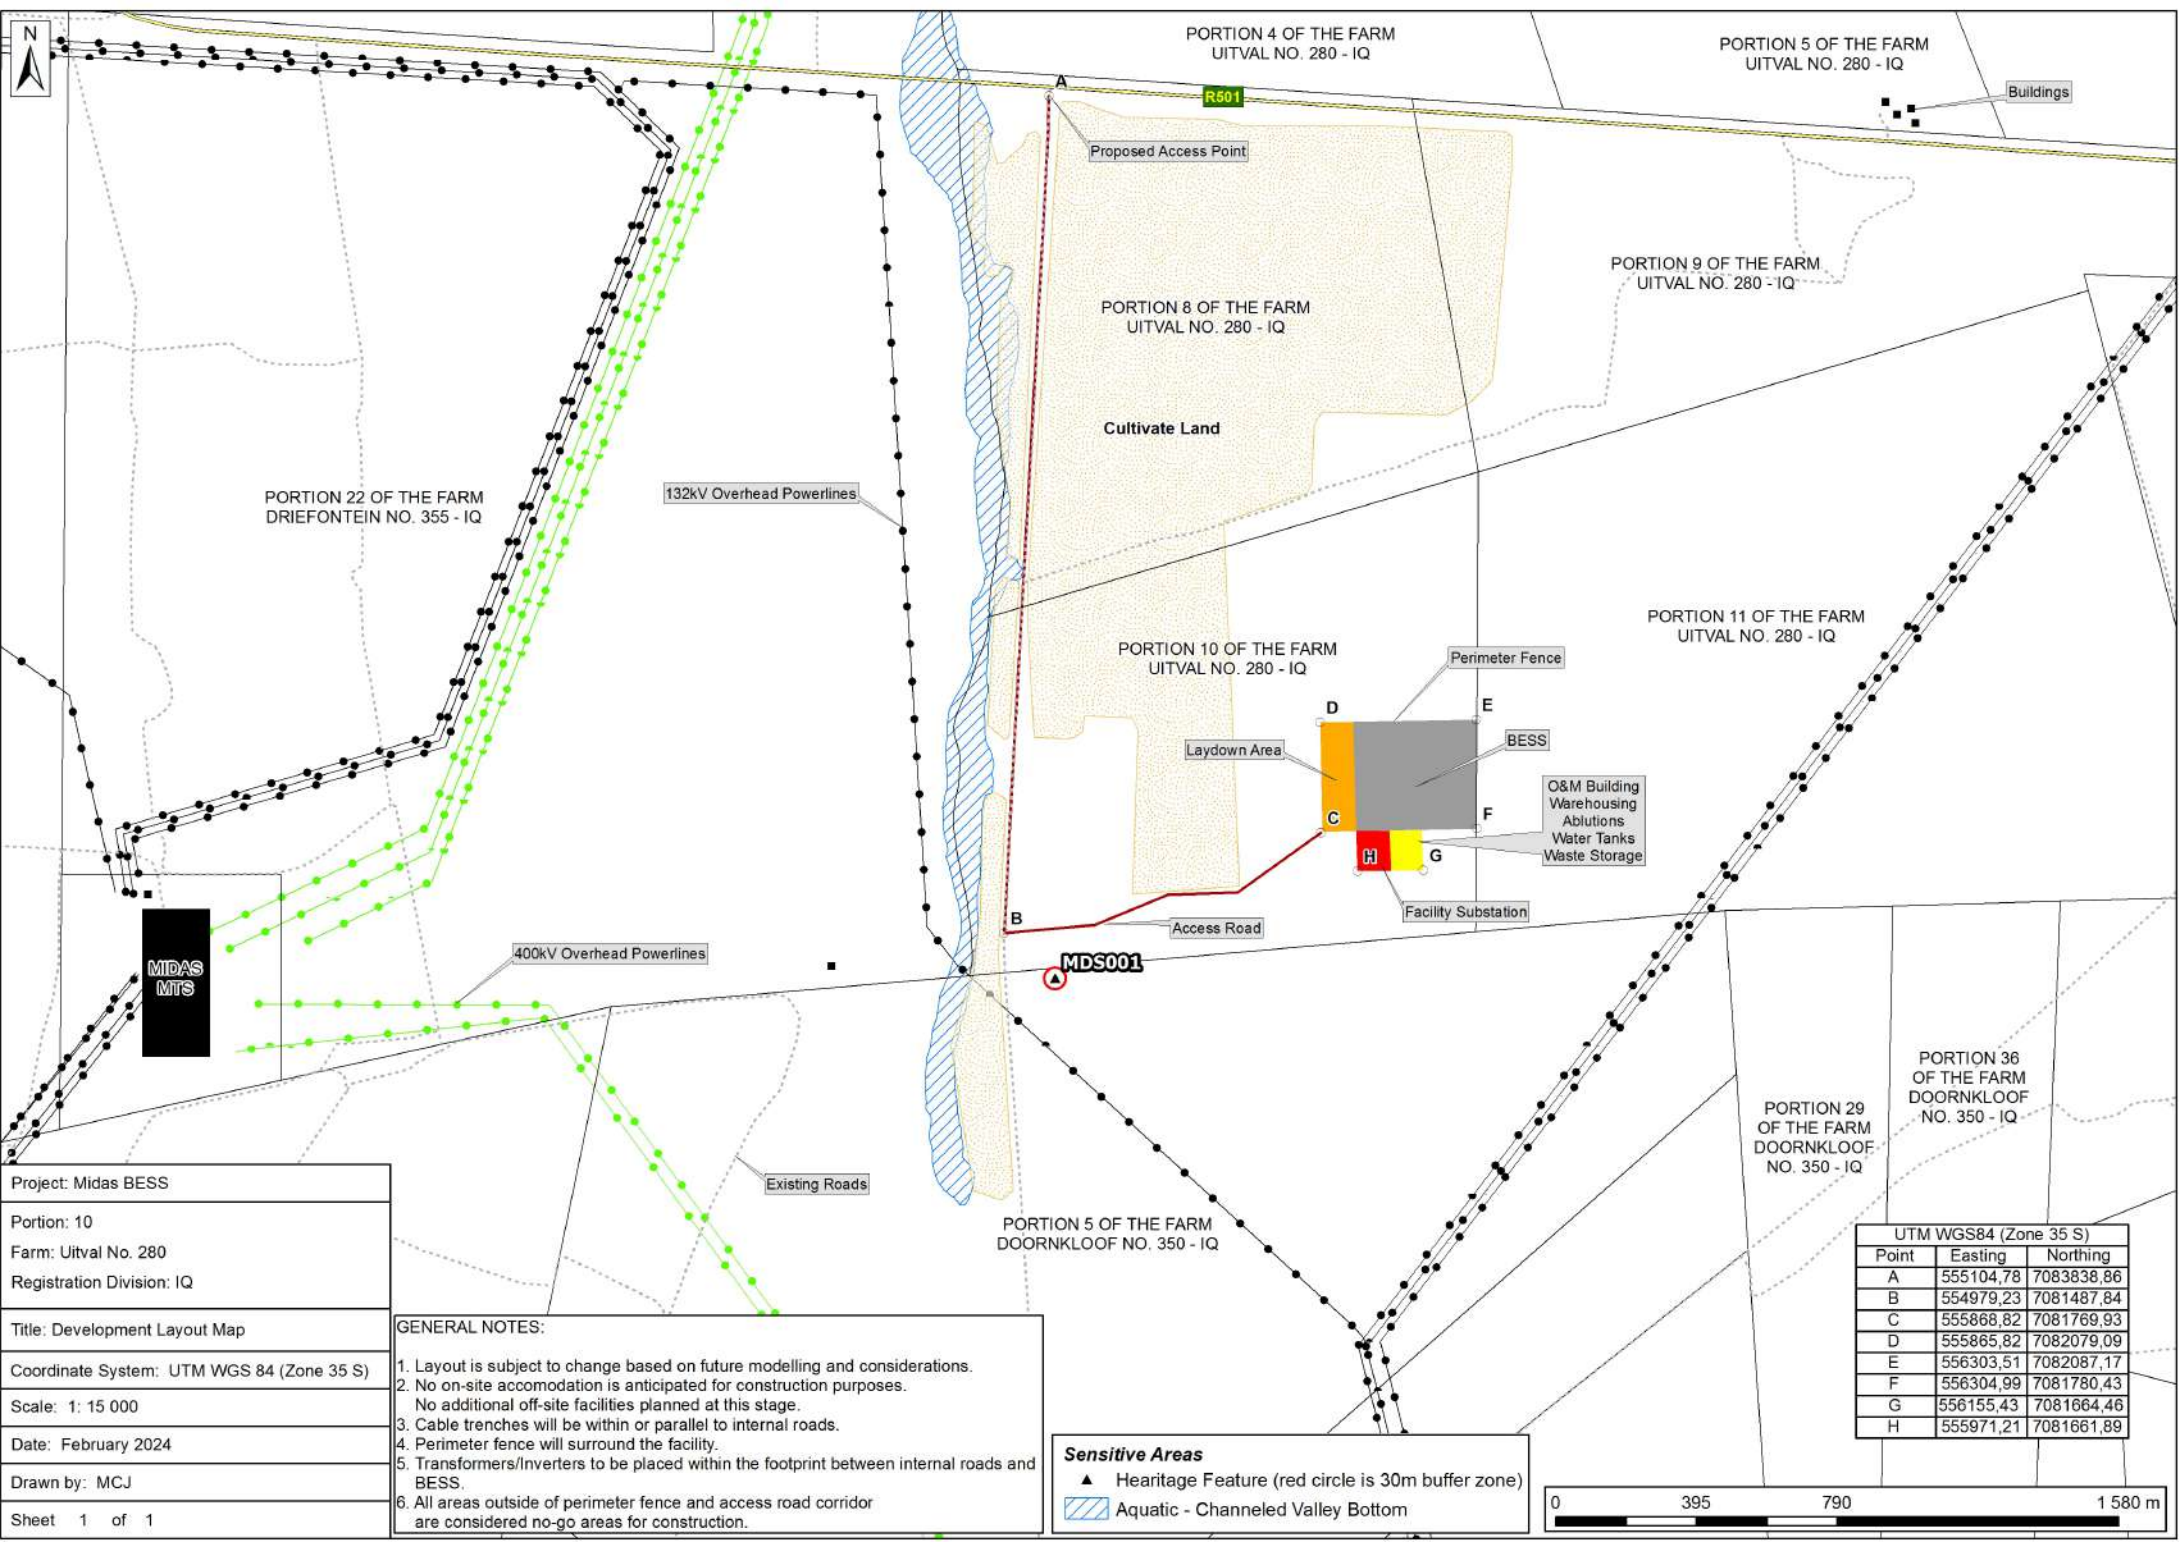 N
PORTION 4 OF THE FARM
UITVAL NO. 280 - IQ
PORTION 5 OF THE FARM
UITVAL NO. 280 - IQ
Buildings
A
R501
Proposed Access Point
PORTION 9 OF THE FARM
UITVAL NO. 280 - IQ
PORTION 8 OF THE FARM
UITVAL NO. 280 - IQ
Cultivate Land
132kV Overhead Powerlines
PORTION 22 OF THE FARM
DRIEFONTEIN NO. 355 - IQ
PORTION 11 OF THE FARM
UITVAL NO. 280 - IQ
PORTION 10 OF THE FARM
UITVAL NO. 280 - IQ
Perimeter Fence
D
E
Laydown Area
BESS
O&M Building
Warehousing
Ablutions
Water Tanks
Waste Storage
C
F
H
G
Facility Substation
B
Access Road
MDS001
400kV Overhead Powerlines
MIDAS
MTS
Existing Roads
PORTION 5 OF THE FARM
DOORNKLOOF NO. 350 - IQ
PORTION 29
OF THE FARM
DOORNKLOOF
NO. 350 - IQ
PORTION 36
OF THE FARM
DOORNKLOOF
NO. 350 - IQ
Project: Midas BESS
Portion: 10
Farm: Uitval No. 280
Registration Division: IQ
Title: Development Layout Map
Coordinate System: UTM WGS 84 (Zone 35 S)
Scale: 1: 15 000
Date: February 2024
Drawn by: MCJ
Sheet 1 of 1
GENERAL NOTES:
1. Layout is subject to change based on future modelling and considerations.
2. No on-site accomodation is anticipated for construction purposes.
No additional off-site facilities planned at this stage.
3. Cable trenches will be within or parallel to internal roads.
4. Perimeter fence will surround the facility.
5. Transformers/Inverters to be placed within the footprint between internal roads and
BESS.
6. All areas outside of perimeter fence and access road corridor
are considered no-go areas for construction.
Sensitive Areas
Hearitage Feature (red circle is 30m buffer zone)
Aquatic - Channeled Valley Bottom
UTM WGS84 (Zone 35 S)
Point Easting Northing
A 555104,78 7083838,86
B 554979,23 7081487,84
C 555868,82 7081769,93
D 555865,82 7082079,09
E 556303,51 7082087,17
F 556304,99 7081780,43
G 556155,43 7081664,46
H 555971,21 7081661,89
0 395 790 1 580 m